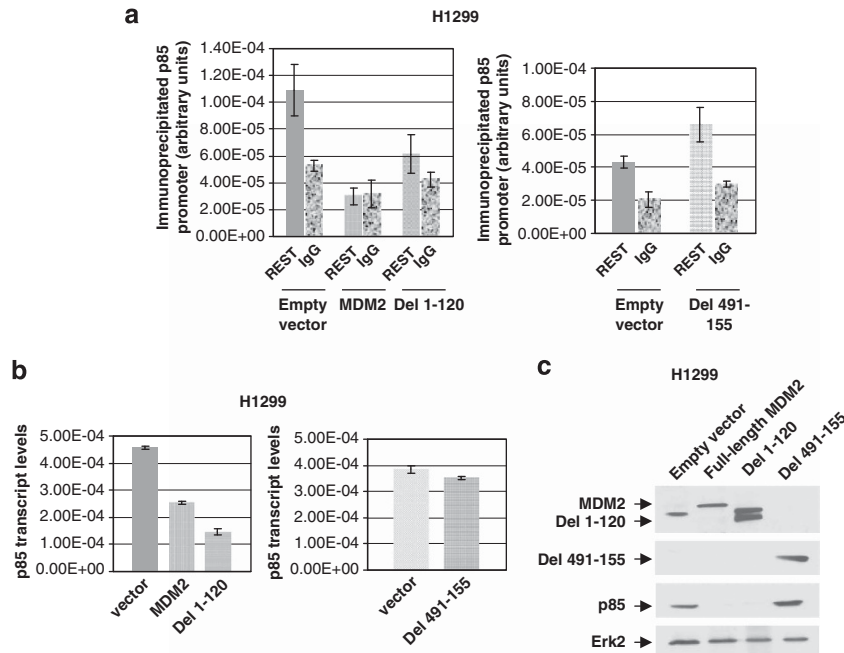 a
H1299
Immunoprecipitated p85
promoter (arbitrary units)
1.40E-04
1.20E-04
1.00E-04
8.00E-05
6.00E-05
4.00E-05
2.00E-05
0.00E+00
REST
IgG
REST
IgG
REST
IgG
Empty
vector
MDM2
Del 1-120
Immunoprecipitated p85
promoter (arbitrary units)
1.00E-04
8.00E-05
6.00E-05
4.00E-05
2.00E-05
0.00E+00
REST
IgG
REST
IgG
Empty
vector
Del 491-
155
b
H1299
p85 transcript levels
5.00E-04
4.00E-04
3.00E-04
2.00E-04
1.00E-04
0.00E+00
vector
MDM2
Del 1-120
p85 transcript levels
5.00E-04
4.00E-04
3.00E-04
2.00E-04
1.00E-04
0.00E+00
vector
Del 491-155
c
H1299
Empty vector
Full-length MDM2
Del 1-120
Del 491-155
MDM2
Del 1-120
Del 491-155
p85
Erk2